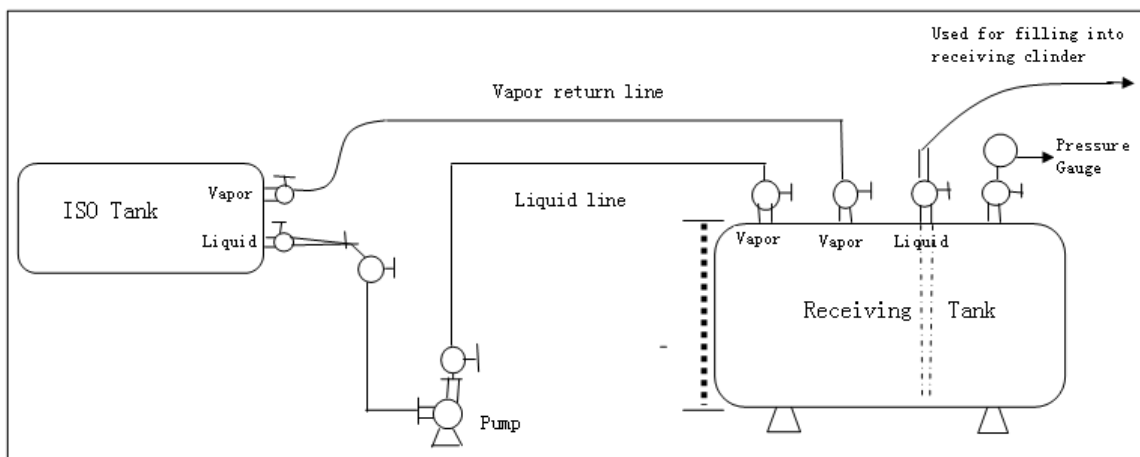 Used for filling into
receiving clinder
Vapor return line
Pressure
Gauge
Vapor
ISO Tank
Liquid line
Liquid
Vapor
Vapor
Liquid
Receiving Tank
Pump